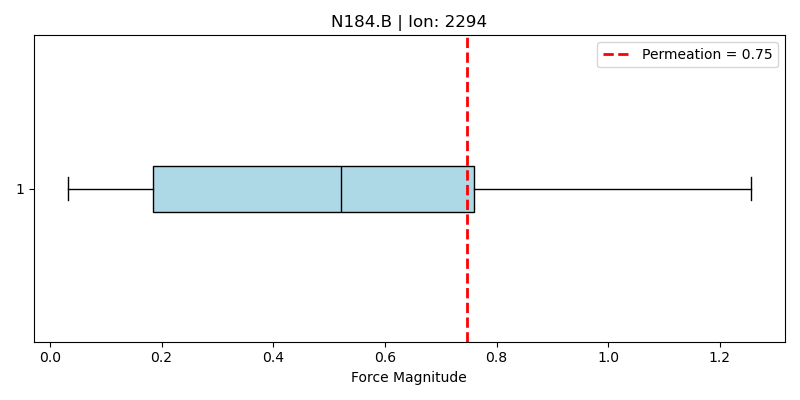 N184.B | Ion: 2294
Permeation = 0.75
1
0.0 0.2 0.4 0.6 0.8 1.0 1.2
Force Magnitude